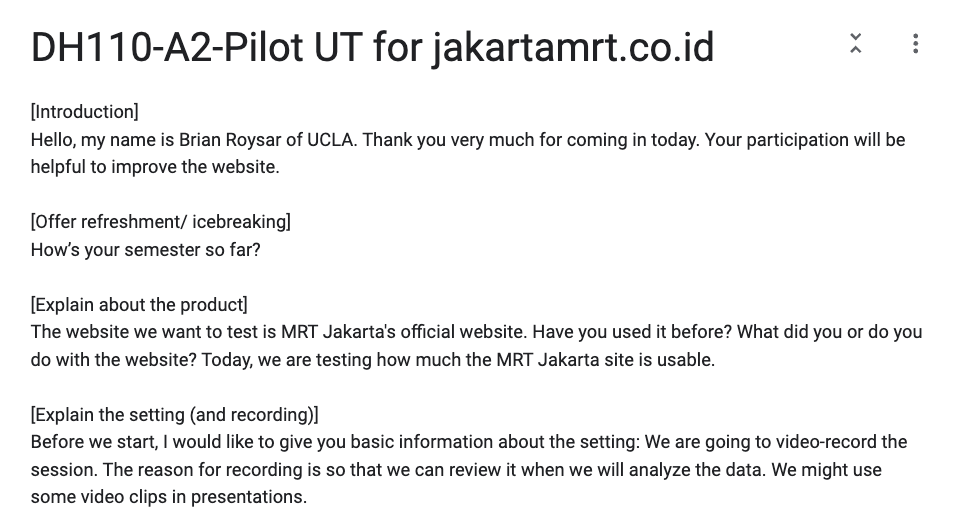 DH110-A2-Pilot UT for jakartamrt.co.id
[Introduction]
Hello, my name is Brian Roysar of UCLA. Thank you very much for coming in today. Your participation will be
helpful to improve the website.
[Offer refreshment/ icebreaking]
How’s your semester so far?
[Explain about the product]
The website we want to test is MRT Jakarta's official website. Have you used it before? What did you or do you
do with the website? Today, we are testing how much the MRT Jakarta site is usable.
[Explain the setting (and recording)]
Before we start, I would like to give you basic information about the setting: We are going to video-record the
session. The reason for recording is so that we can review it when we will analyze the data. We might use
some video clips in presentations.